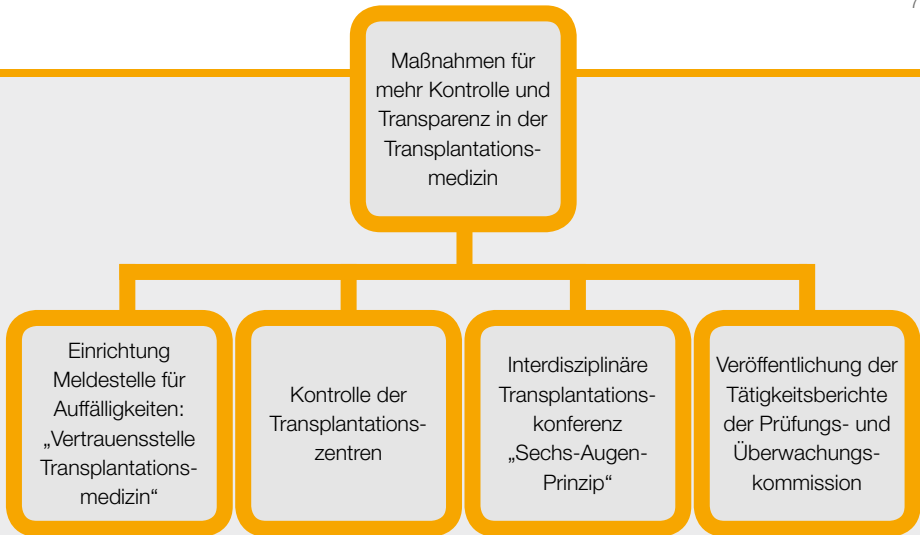 7
Maßnahmen für
mehr Kontrolle und
Transparenz in der
Transplantations-
medizin
Einrichtung
Meldestelle für
Auffälligkeiten:
„Vertrauensstelle
Transplantations-
medizin“
Kontrolle der
Transplantations-
zentren
Interdisziplinäre
Transplantations-
konferenz
„Sechs-Augen-
Prinzip“
Veröffentlichung der
Tätigkeitsberichte
der Prüfungs- und
Überwachungs-
kommission